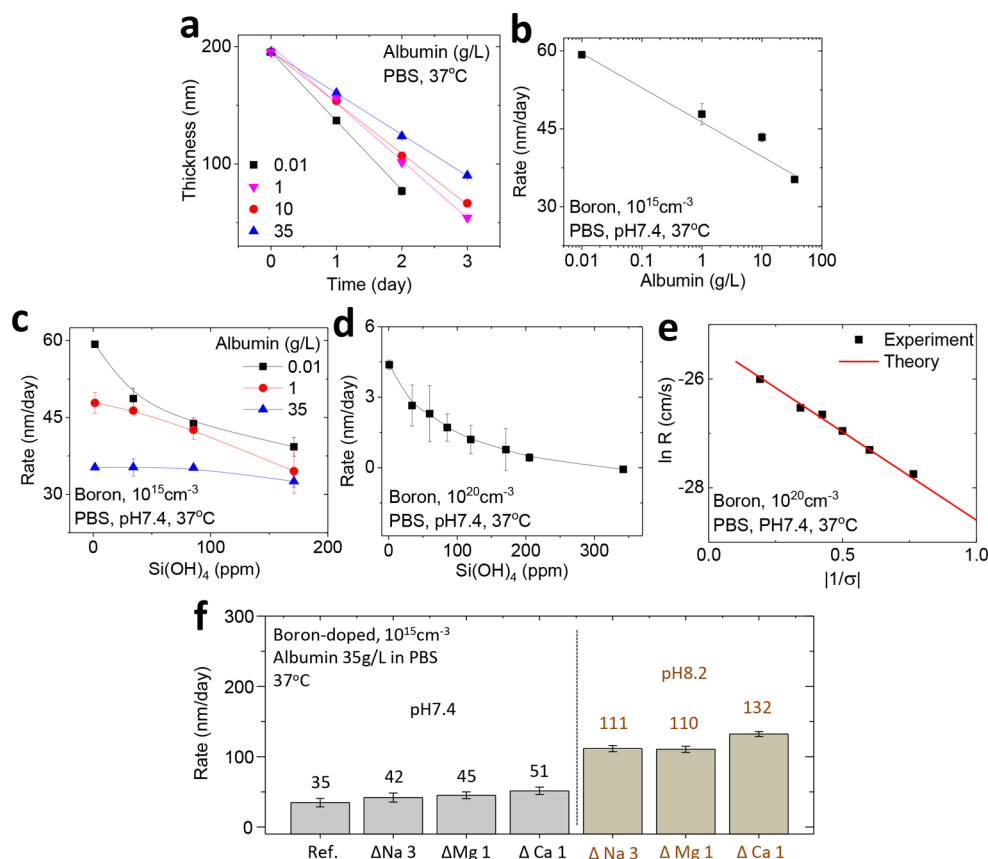 a
200
100
Thickness (nm)
Albumin (g/L)
PBS, 37°C
0.01
1
10
35
0
1
2
3
Time (day)
b
60
45
30
Rate (nm/day)
Boron, 10¹⁵cm⁻³
PBS, pH7.4, 37°C
0.01
0.1
1
10
100
Albumin (g/L)
c
60
45
30
Rate (nm/day)
Albumin (g/L)
0.01
1
35
Boron, 10¹⁵cm⁻³
PBS, pH7.4, 37°C
0
100
200
Si(OH)₄ (ppm)
d
6
3
0
Rate (nm/day)
Boron, 10²⁰cm⁻³
PBS, pH7.4, 37°C
0
100
200
300
Si(OH)₄ (ppm)
e
-26
-28
ln R (cm/s)
Experiment
Theory
Boron, 10²⁰cm⁻³
PBS, PH7.4, 37°C
0.0
0.5
1.0
|1/σ|
f
300
200
100
0
Rate (nm/day)
Boron-doped, 10¹⁵cm⁻³
Albumin 35g/L in PBS
37°C
pH7.4
pH8.2
35
42
45
51
111
110
132
Ref.
ΔNa 3
ΔMg 1
Δ Ca 1
Δ Na 3
Δ Mg 1
Δ Ca 1